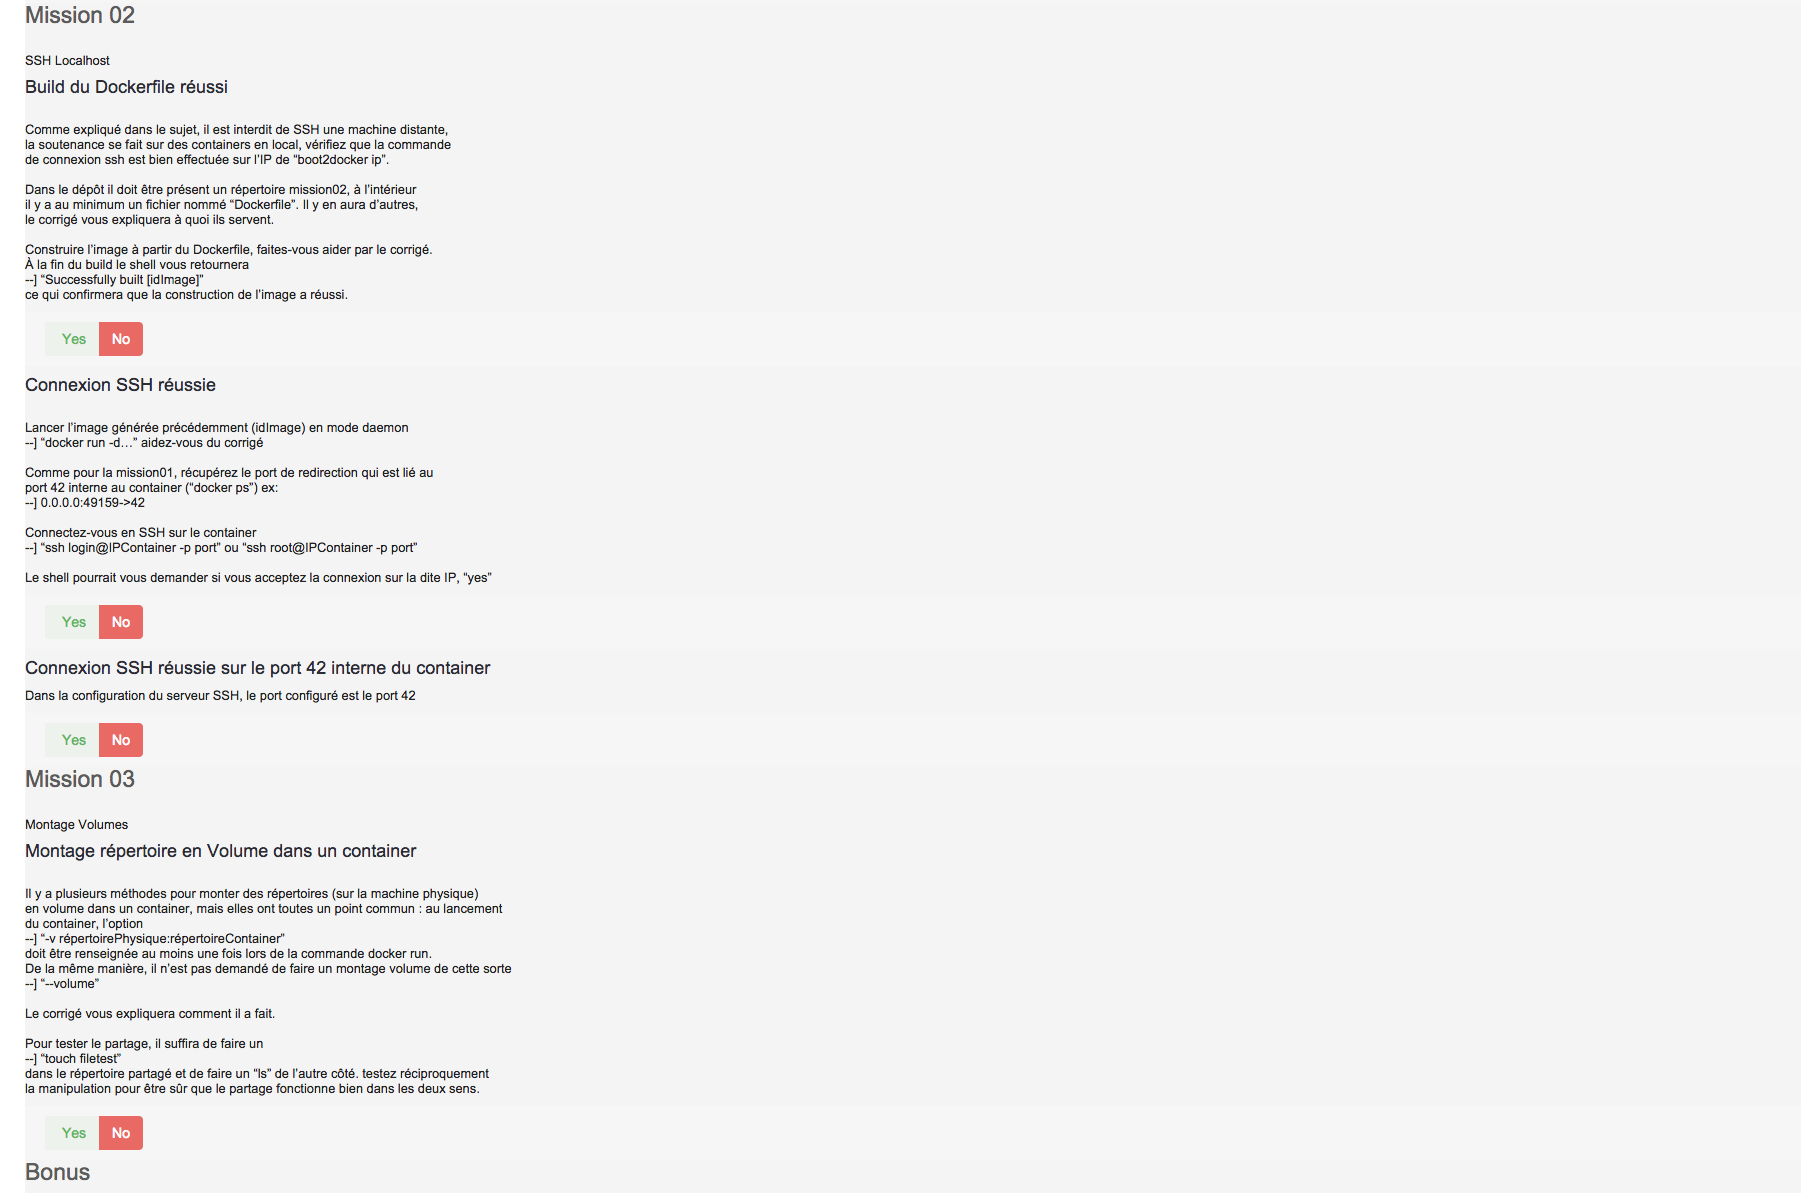 Mission 02
SSH Localhost
Build du Dockerfile réussi
Comme expliqué dans le sujet, il est interdit de SSH une machine distante,
la soutenance se fait sur des containers en local, vérifiez que la commande
de connexion ssh est bien effectuée sur l’IP de “boot2docker ip”.
Dans le dépôt il doit être présent un répertoire mission02, à l’intérieur
il y a au minimum un fichier nommé “Dockerfile”. Il y en aura d’autres,
le corrigé vous expliquera à quoi ils servent.
Construire l’image à partir du Dockerfile, faites-vous aider par le corrigé.
À la fin du build le shell vous retournera
--] “Successfully built [idImage]”
ce qui confirmera que la construction de l’image a réussi.
Yes No
Connexion SSH réussie
Lancer l’image générée précédemment (idImage) en mode daemon
--] “docker run -d…” aidez-vous du corrigé
Comme pour la mission01, récupérez le port de redirection qui est lié au
port 42 interne au container (“docker ps”) ex:
--] 0.0.0.0:49159->42
Connectez-vous en SSH sur le container
--] “ssh login@IPContainer -p port” ou “ssh root@IPContainer -p port”
Le shell pourrait vous demander si vous acceptez la connexion sur la dite IP, “yes”
Yes No
Connexion SSH réussie sur le port 42 interne du container
Dans la configuration du serveur SSH, le port configuré est le port 42
Yes No
Mission 03
Montage Volumes
Montage répertoire en Volume dans un container
Il y a plusieurs méthodes pour monter des répertoires (sur la machine physique)
en volume dans un container, mais elles ont toutes un point commun : au lancement
du container, l’option
--] “-v répertoirePhysique:répertoireContainer”
doit être renseignée au moins une fois lors de la commande docker run.
De la même manière, il n’est pas demandé de faire un montage volume de cette sorte
--] “--volume”
Le corrigé vous expliquera comment il a fait.
Pour tester le partage, il suffira de faire un
--] “touch filetest”
dans le répertoire partagé et de faire un “ls” de l’autre côté. testez réciproquement
la manipulation pour être sûr que le partage fonctionne bien dans les deux sens.
Yes No
Bonus